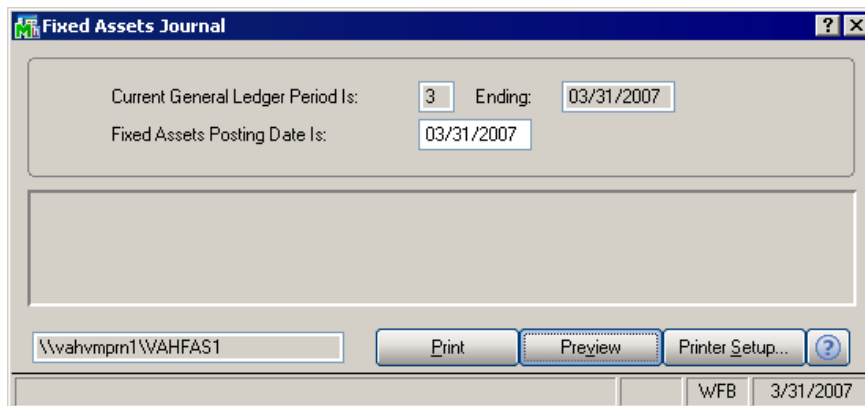 Fixed Assets Journal
Current General Ledger Period Is: 3 Ending: 03/31/2007
Fixed Assets Posting Date Is: 03/31/2007
\\vahvmprn1\VAHFAS1 Print Preview Printer Setup...
WFB 3/31/2007